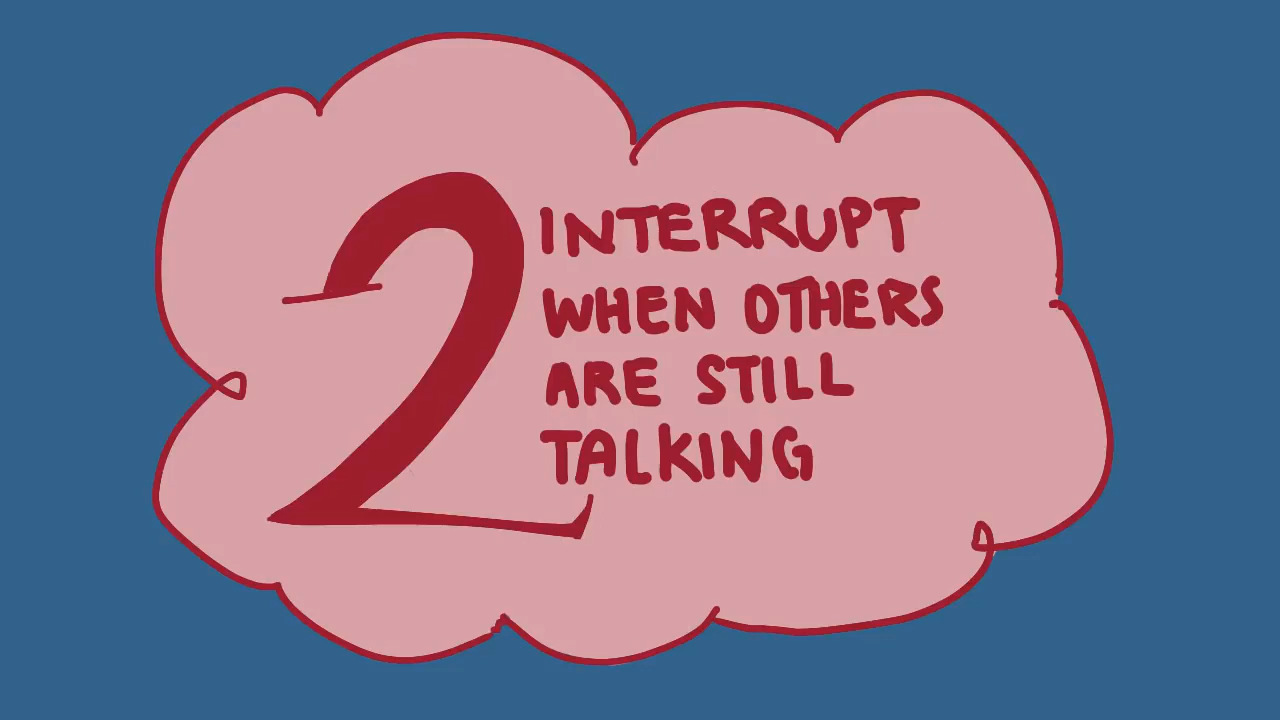 2
INTERRUPT
WHEN OTHERS
ARE STILL
TALKING